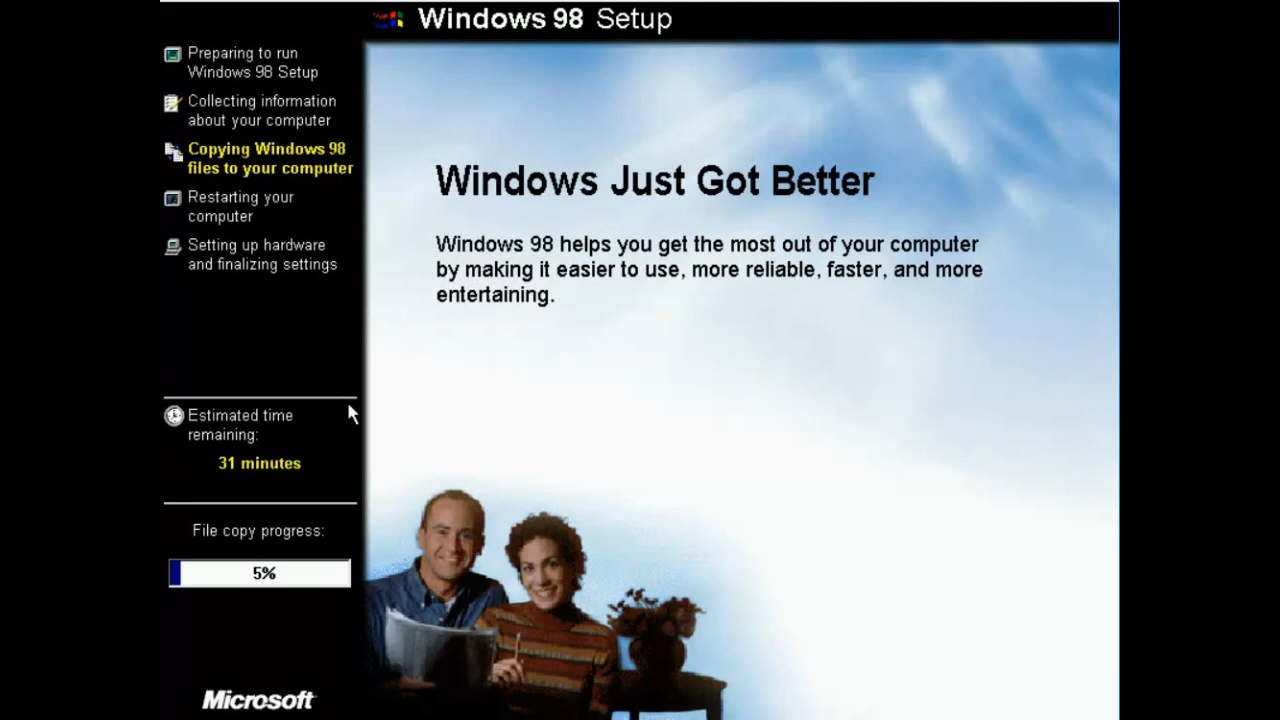 Windows 98 Setup
Preparing to run
Windows 98 Setup
Collecting information
about your computer
Copying Windows 98
files to your computer
Restarting your
computer
Setting up hardware
and finalizing settings
Estimated time
remaining:
31 minutes
File copy progress:
5%
Microsoft
Windows Just Got Better
Windows 98 helps you get the most out of your computer
by making it easier to use, more reliable, faster, and more
entertaining.